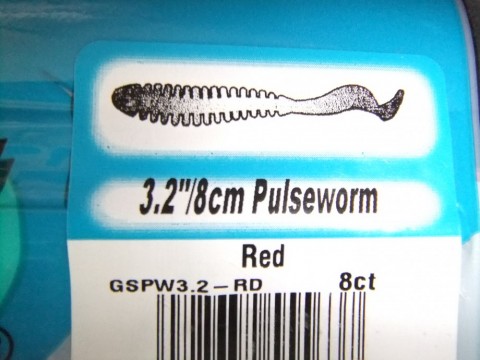 3.2"/8cm Pulseworm
Red
GSPW3.2-RD 8ct
®